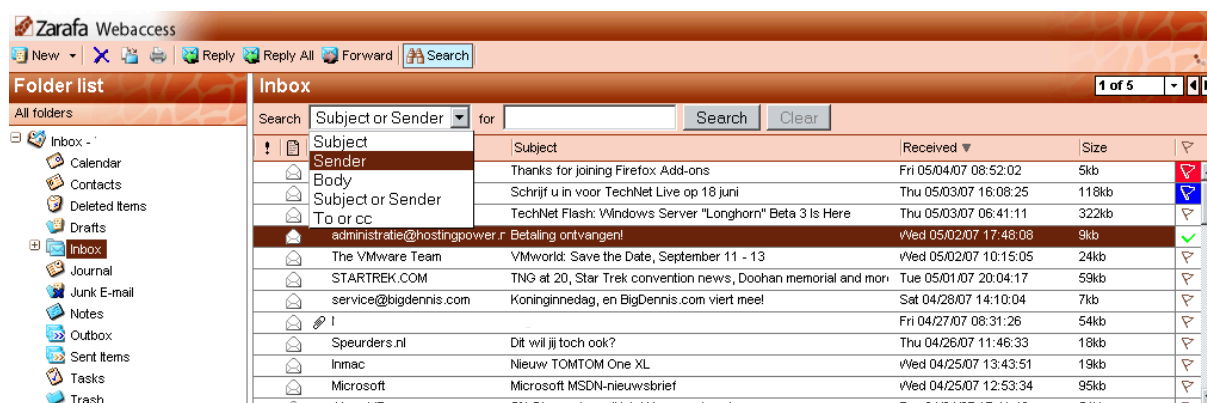 Zarafa Webaccess
New Reply Reply All Forward Search
Folder list
All folders
Inbox -
Calendar
Contacts
Deleted Items
Drafts
Inbox
Journal
Junk E-mail
Notes
Outbox
Sent Items
Tasks
Trash
Inbox 1 of 5
Search Subject or Sender for Search Clear
Subject
Sender
Body
Subject or Sender
To or cc
! Subject Received Size
Thanks for joining Firefox Add-ons Fri 05/04/07 08:52:02 5kb
Schrijf u in voor TechNet Live op 18 juni Thu 05/03/07 16:08:25 118kb
TechNet Flash: Windows Server "Longhorn" Beta 3 Is Here Thu 05/03/07 06:41:11 322kb
administratie@hostingpower.r Betaling ontvangen! Wed 05/02/07 17:48:08 9kb
The VMware Team VMworld: Save the Date, September 11 - 13 Wed 05/02/07 10:15:05 24kb
STARTREK.COM TNG at 20, Star Trek convention news, Doohan memorial and more Tue 05/01/07 20:04:17 59kb
service@bigdennis.com Koninginnedag, en BigDennis.com viert mee! Sat 04/28/07 14:10:04 7kb
Fri 04/27/07 08:31:26 54kb
Speurders.nl Dit wil jij toch ook? Thu 04/26/07 11:46:33 18kb
Inmac Nieuw TOMTOM One XL Wed 04/25/07 13:43:51 19kb
Microsoft Microsoft MSDN-nieuwsbrief Wed 04/25/07 12:53:34 95kb